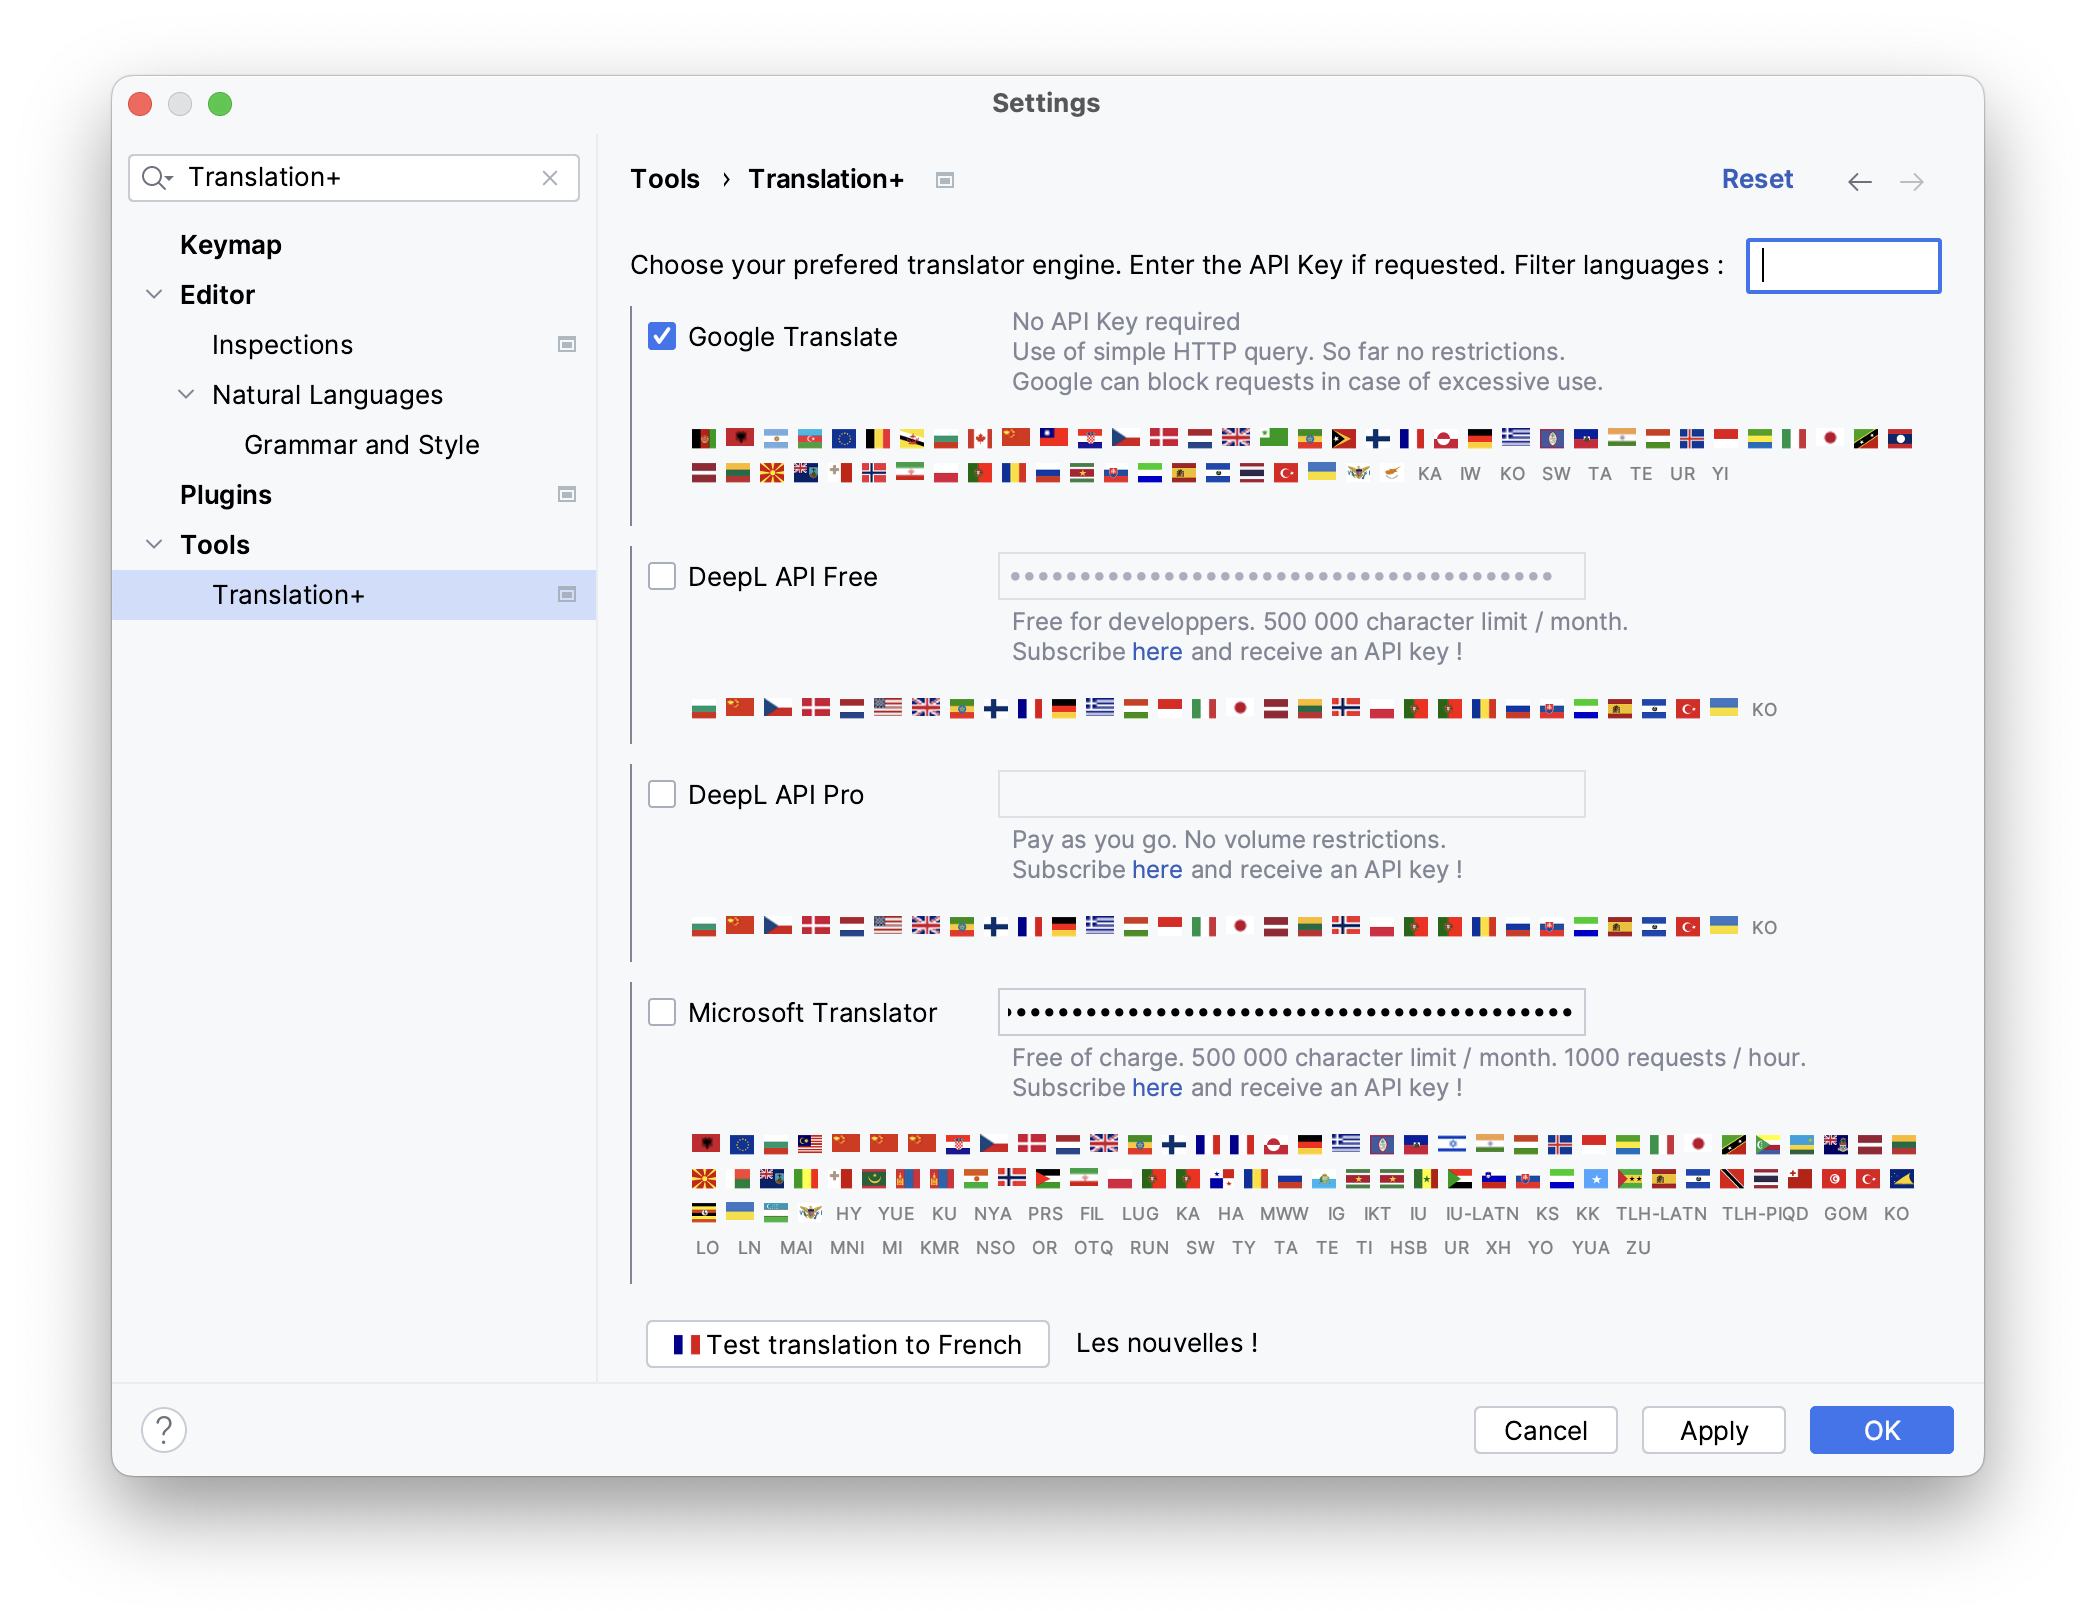 Settings
Translation+
Keymap
Editor
Inspections
Natural Languages
Grammar and Style
Plugins
Tools
Translation+
Tools › Translation+
Reset
Choose your prefered translator engine. Enter the API Key if requested. Filter languages :
Google Translate
No API Key required
Use of simple HTTP query. So far no restrictions.
Google can block requests in case of excessive use.
KA IW KO SW TA TE UR YI
DeepL API Free
Free for developpers. 500 000 character limit / month.
Subscribe here and receive an API key !
KO
DeepL API Pro
Pay as you go. No volume restrictions.
Subscribe here and receive an API key !
KO
Microsoft Translator
Free of charge. 500 000 character limit / month. 1000 requests / hour.
Subscribe here and receive an API key !
HY YUE KU NYA PRS FIL LUG KA HA MWW IG IKT IU IU-LATN KS KK TLH-LATN TLH-PIQD GOM KO
LO LN MAI MNI MI KMR NSO OR OTQ RUN SW TY TA TE TI HSB UR XH YO YUA ZU
Test translation to French
Les nouvelles !
?
Cancel
Apply
OK